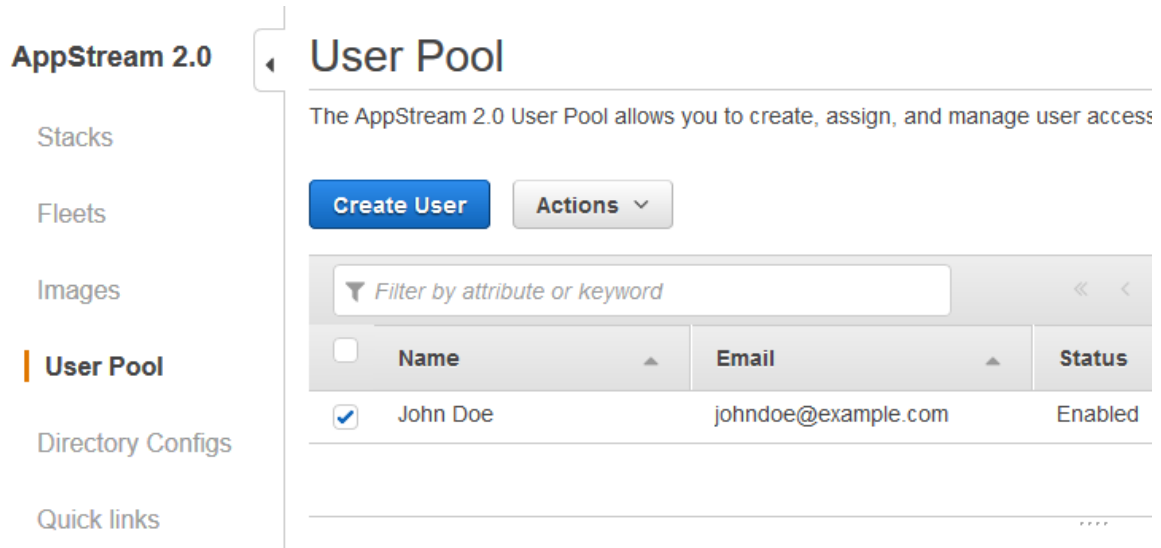 AppStream 2.0
Stacks
Fleets
Images
User Pool
Directory Configs
Quick links
User Pool
The AppStream 2.0 User Pool allows you to create, assign, and manage user access
Create User
Actions
Filter by attribute or keyword
Name
Email
Status
John Doe
johndoe@example.com
Enabled